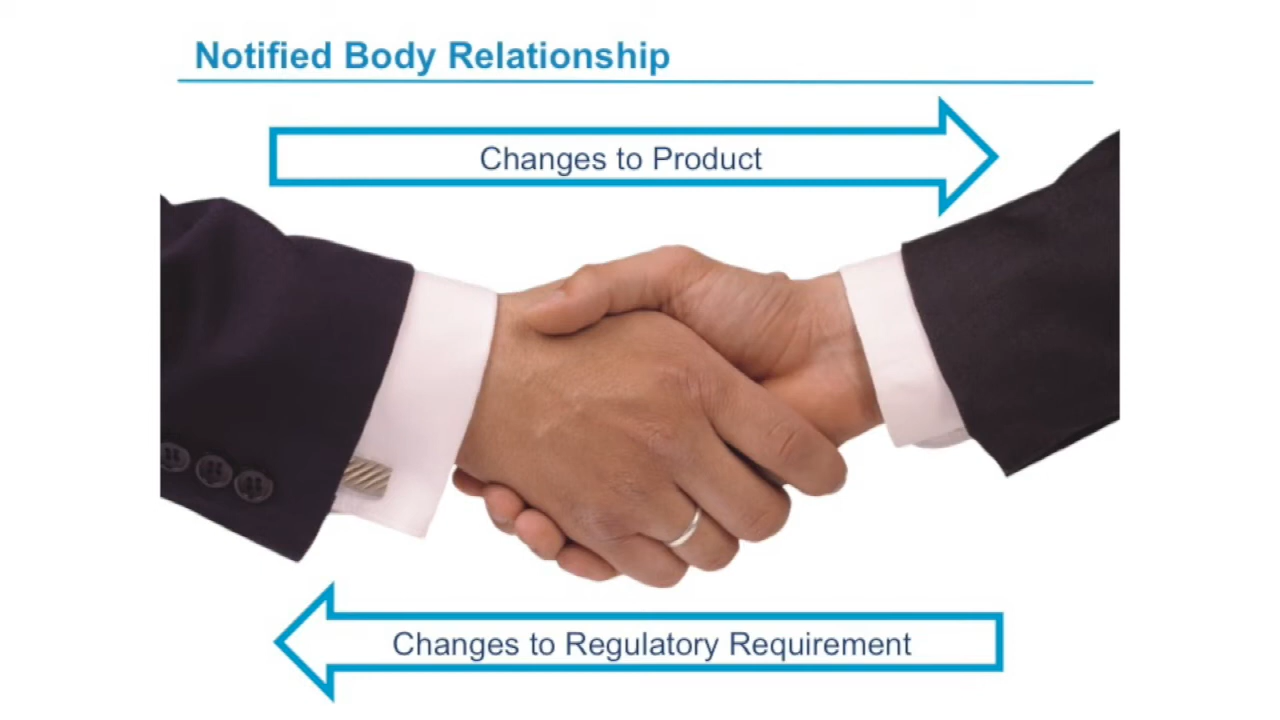 Notified Body Relationship
Changes to Product
Changes to Regulatory Requirement